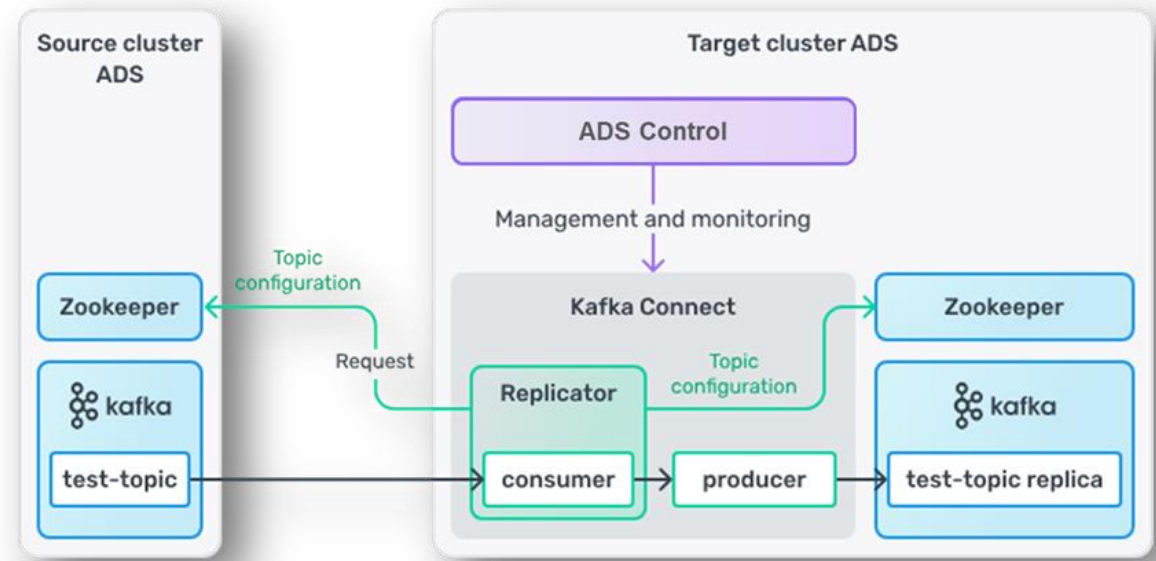 Source cluster
ADS
Target cluster ADS
ADS Control
Management and monitoring
Topic
configuration
Zookeeper
Kafka Connect
Zookeeper
Request
Topic
configuration
kafka
Replicator
kafka
test-topic
consumer
producer
test-topic replica